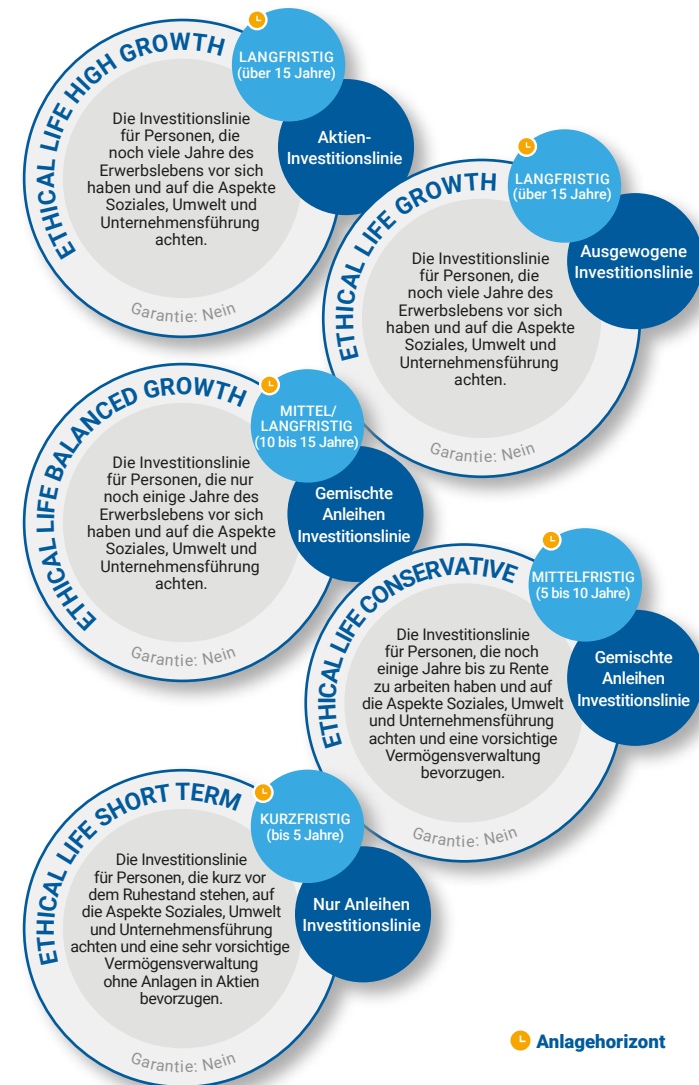 ETHICAL LIFE HIGH GROWTH
LANGFRISTIG
(über 15 Jahre)
Aktien-
Investitionslinie
Die Investitionslinie
für Personen, die
noch viele Jahre des
Erwerbslebens vor sich
haben und auf die Aspekte
Soziales, Umwelt und
Unternehmensführung
achten.
Garantie: Nein
ETHICAL LIFE GROWTH
LANGFRISTIG
(über 15 Jahre)
Ausgewogene
Investitionslinie
Die Investitionslinie
für Personen, die
noch viele Jahre des
Erwerbslebens vor sich
haben und auf die Aspekte
Soziales, Umwelt und
Unternehmensführung
achten.
Garantie: Nein
ETHICAL LIFE BALANCED GROWTH
MITTEL/
LANGFRISTIG
(10 bis 15 Jahre)
Gemischte
Anleihen
Investitionslinie
Die Investitionslinie
für Personen, die nur
noch einige Jahre des
Erwerbslebens vor sich
haben und auf die Aspekte
Soziales, Umwelt und
Unternehmensführung
achten.
Garantie: Nein
ETHICAL LIFE CONSERVATIVE
MITTELFRISTIG
(5 bis 10 Jahre)
Gemischte
Anleihen
Investitionslinie
Die Investitionslinie
für Personen, die noch
einige Jahre bis zu Rente
zu arbeiten haben und auf
die Aspekte Soziales, Umwelt
und Unternehmensführung
achten und eine vorsichtige
Vermögensverwaltung
bevorzugen.
Garantie: Nein
ETHICAL LIFE SHORT TERM
KURZFRISTIG
(bis 5 Jahre)
Nur Anleihen
Investitionslinie
Die Investitionslinie
für Personen, die kurz vor
dem Ruhestand stehen, auf
die Aspekte Soziales, Umwelt
und Unternehmensführung
achten und eine sehr vorsichtige
Vermögensverwaltung
ohne Anlagen in Aktien
bevorzugen.
Garantie: Nein
Anlagehorizont